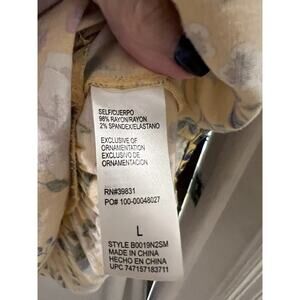 SELF/CUERPO
98% RAYON/RAYON
2% SPANDEX/ELASTANO
EXCLUSIVE OF
ORNAMENTATION
EXCLUSIVO DE
ORNAMENTACION
RN#39831
PO# 100-00048027
L
STYLE B0019N2SM
MADE IN CHINA
HECHO EN CHINA
UPC 747157183711